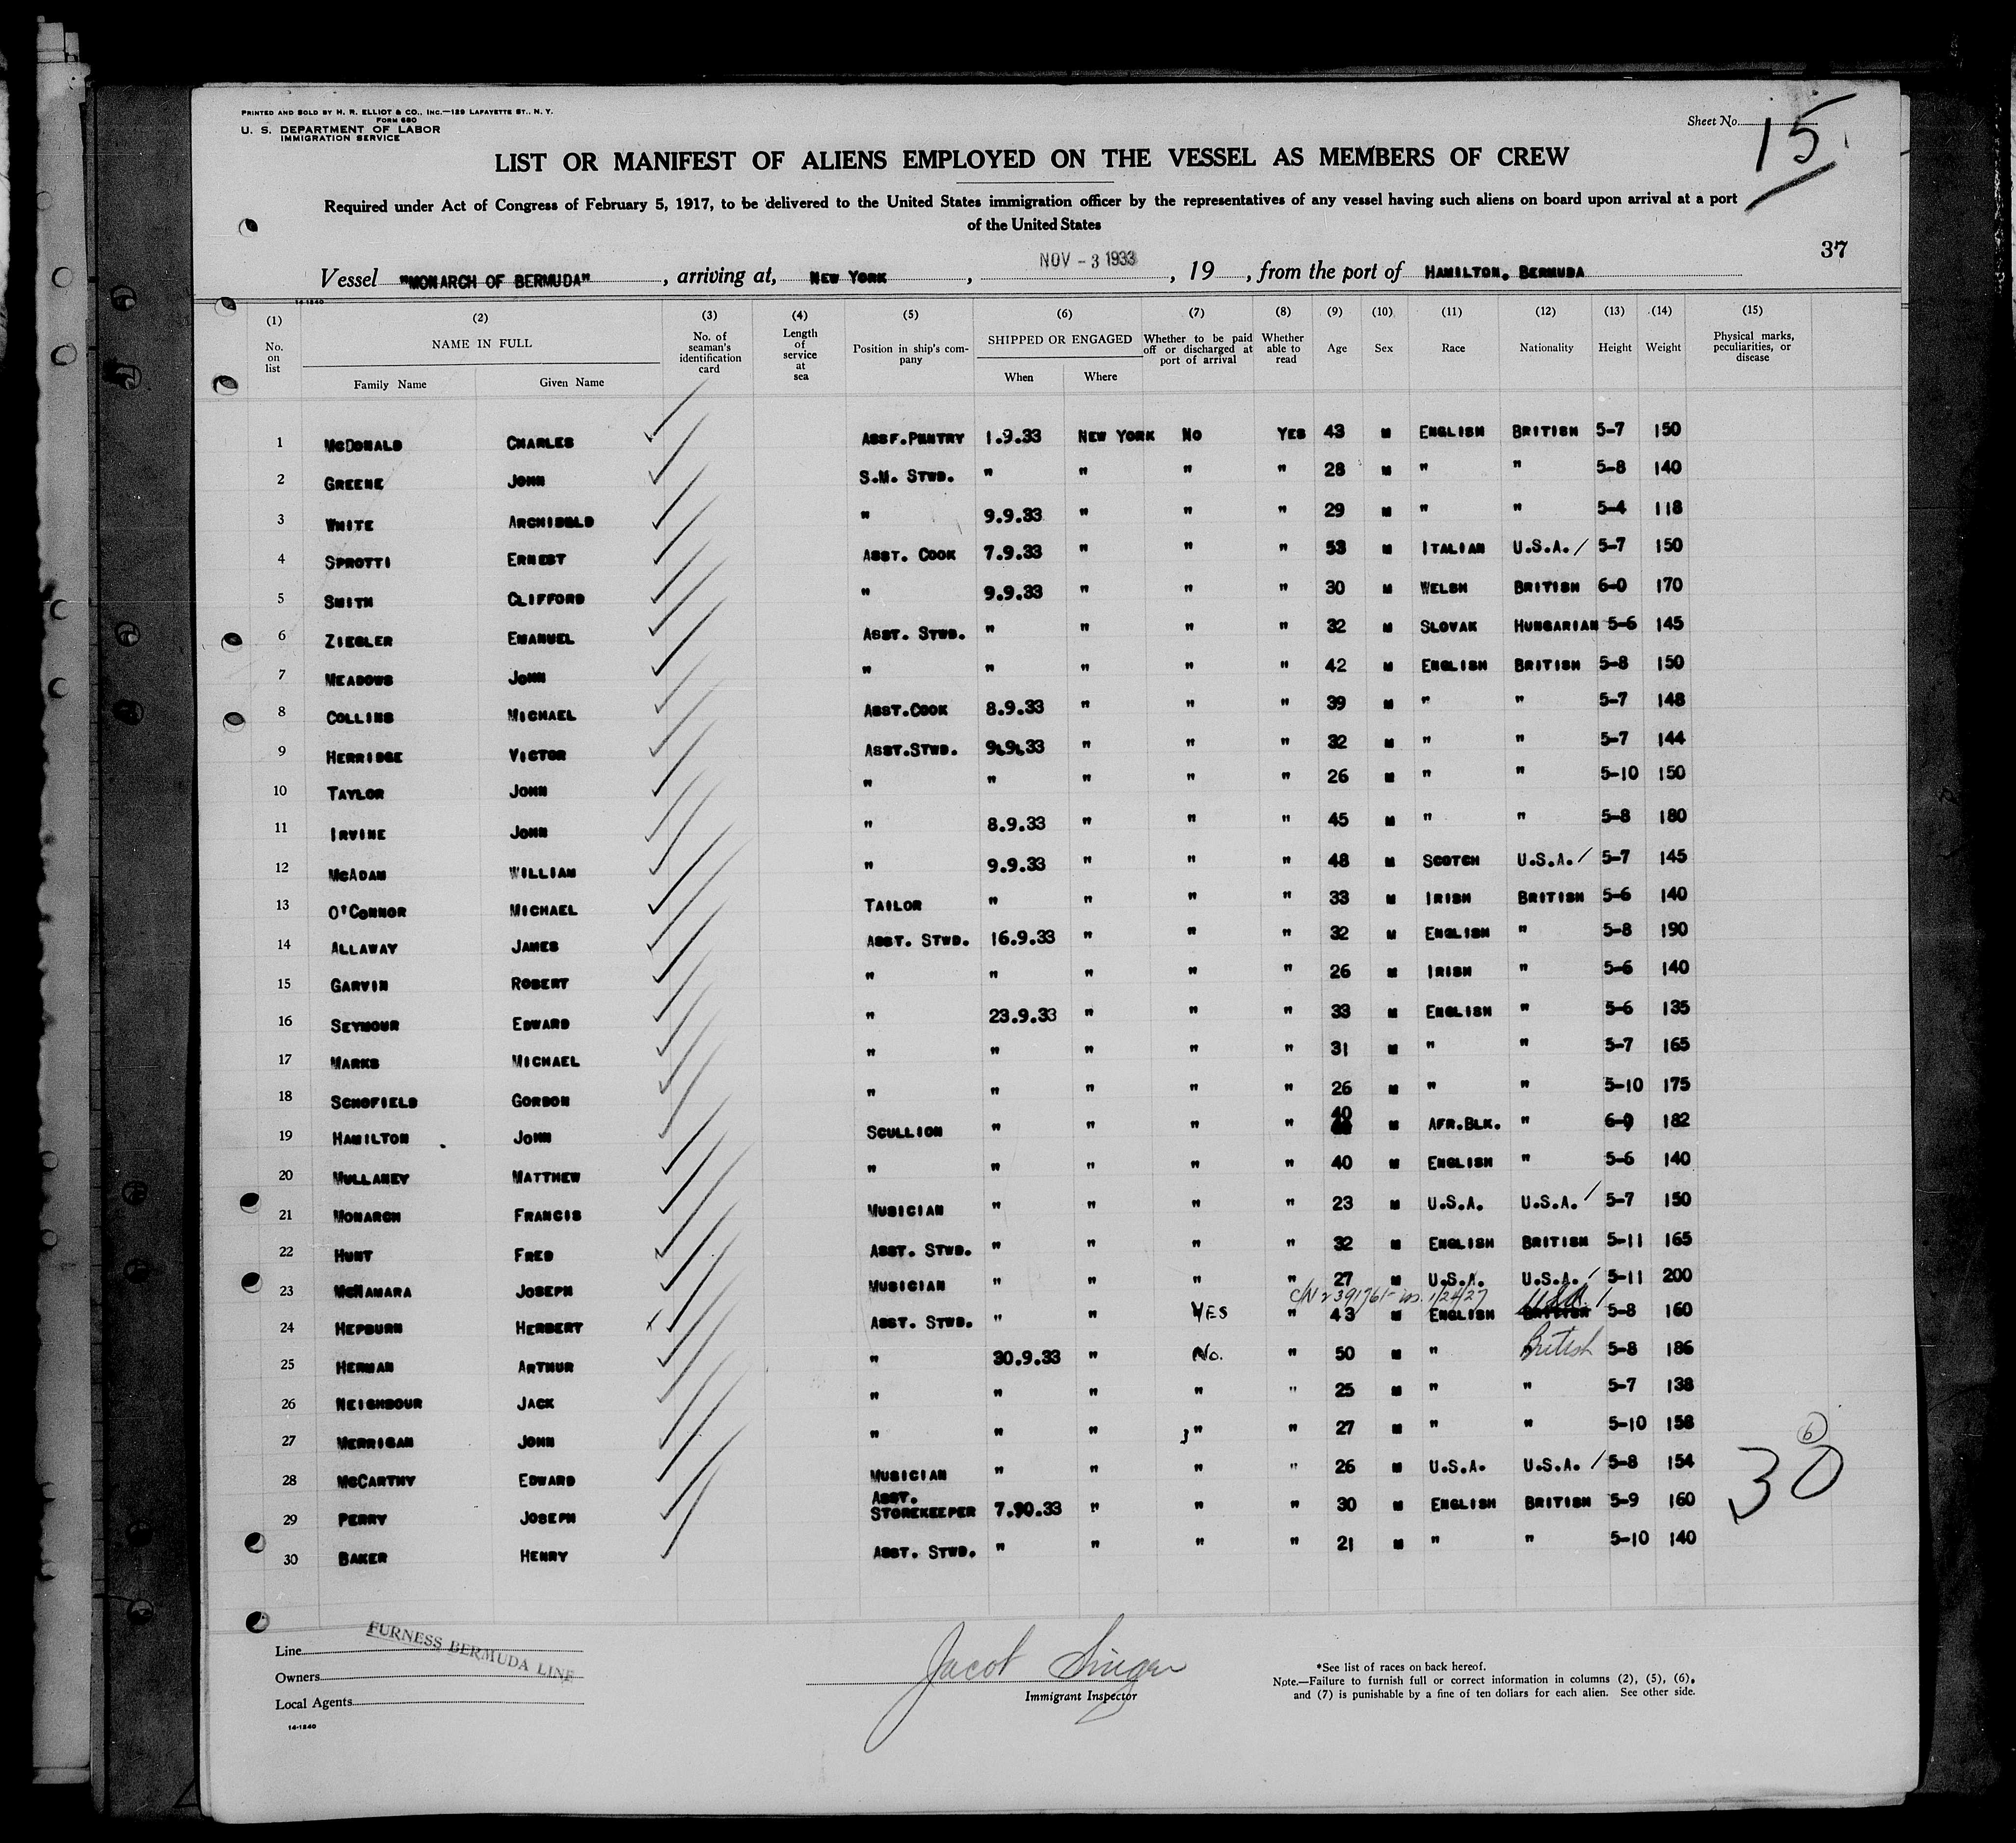 PRINTED AND SOLD BY H. R. ELLIOT & CO., INC.—129 LAFAYETTE ST., N. Y.
FORM 680
U. S. DEPARTMENT OF LABOR
IMMIGRATION SERVICE
Sheet No. 15
LIST OR MANIFEST OF ALIENS EMPLOYED ON THE VESSEL AS MEMBERS OF CREW
Required under Act of Congress of February 5, 1917, to be delivered to the United States immigration officer by the representatives of any vessel having such aliens on board upon arrival at a port
of the United States
37
Vessel "MONARCH OF BERMUDA", arriving at, NEW YORK, NOV - 3 1933, 19, from the port of HAMILTON, BERMUDA
14-1240
(1) (2) (3) (4) (5) (6) (7) (8) (9) (10) (11) (12) (13) (14) (15)
No. on list NAME IN FULL Family Name Given Name No. of seaman's identification card Length of service at sea Position in ship's company SHIPPED OR ENGAGED When Where Whether to be paid off or discharged at port of arrival Whether able to read Age Sex Race Nationality Height Weight Physical marks, peculiarities, or disease
1 McDONALD CHARLES ASST.PANTRY 1.9.33 NEW YORK NO YES 43 M ENGLISH BRITISH 5-7 150
2 GREENE JOHN S.M. STWD. " " " " 28 M " " 5-8 140
3 WHITE ARCHIBALD " 9.9.33 " " " 29 M " " 5-4 118
4 SPROTTI ERNEST ASST. COOK 7.9.33 " " " 53 M ITALIAN U.S.A. / 5-7 150
5 SMITH CLIFFORD " 9.9.33 " " " 30 M WELSH BRITISH 6-0 170
6 ZIEGLER EMANUEL ASST. STWD. " " " " 32 M SLOVAK HUNGARIAN 5-6 145
7 MEADOWS JOHN " " " " " 42 M ENGLISH BRITISH 5-8 150
8 COLLINS MICHAEL ASST.COOK 8.9.33 " " " 39 M " " 5-7 148
9 HERRIDGE VICTOR ASST.STWD. 9.9.33 " " " 32 M " " 5-7 144
10 TAYLOR JOHN " " " " " 26 M " " 5-10 150
11 IRVINE JOHN " 8.9.33 " " " 45 M " " 5-8 180
12 McADAM WILLIAM " 9.9.33 " " " 48 M SCOTCH U.S.A. / 5-7 145
13 O'CONNOR MICHAEL TAILOR " " " " 33 M IRISH BRITISH 5-6 140
14 ALLAWAY JAMES ASST. STWD. 16.9.33 " " " 32 M ENGLISH " 5-8 190
15 GARVIN ROBERT " " " " " 26 M IRISH " 5-6 140
16 SEYMOUR EDWARD " 23.9.33 " " " 33 M ENGLISH " 5-6 135
17 MARKS MICHAEL " " " " " 31 M " " 5-7 165
18 SCHOFIELD GORDON " " " " " 26 M " " 5-10 175
19 HAMILTON JOHN SCULLION " " " " 40 M AFR.BLK. " 6-0 182
20 MULLANEY MATTHEW " " " " " 40 M ENGLISH " 5-6 140
21 MONARCH FRANCIS MUSICIAN " " " " 23 M U.S.A. U.S.A. / 5-7 150
22 HUNT FRED ASST. STWD. " " " " 32 M ENGLISH BRITISH 5-11 165
23 McNAMARA JOSEPH MUSICIAN " " " " 27 M U.S.A. U.S.A. / 5-11 200
C/N 2391761 1/24/27 USA /
24 HEPBURN HERBERT ASST. STWD. " " YES " 43 M ENGLISH BRITISH 5-8 160
25 HERMAN ARTHUR " 30.9.33 " No. " 50 M " British 5-8 186
26 NEIGHBOUR JACK " " " " " 25 M " " 5-7 138
27 MERRIGAN JOHN " " " " " 27 M " " 5-10 158
28 McCARTHY EDWARD MUSICIAN " " " " 26 M U.S.A. U.S.A. / 5-8 154
29 PERRY JOSEPH ASST. STOREKEEPER 7.90.33 " " " 30 M ENGLISH BRITISH 5-9 160
30 BAKER HENRY ASST. STWD. " " " " 21 M " " 5-10 140
6
30
Line
FURNESS BERMUDA LINE
Owners
Local Agents
14-1240
Jacob Singer
Immigrant Inspector
*See list of races on back hereof.
Note.—Failure to furnish full or correct information in columns (2), (5), (6),
and (7) is punishable by a fine of ten dollars for each alien. See other side.